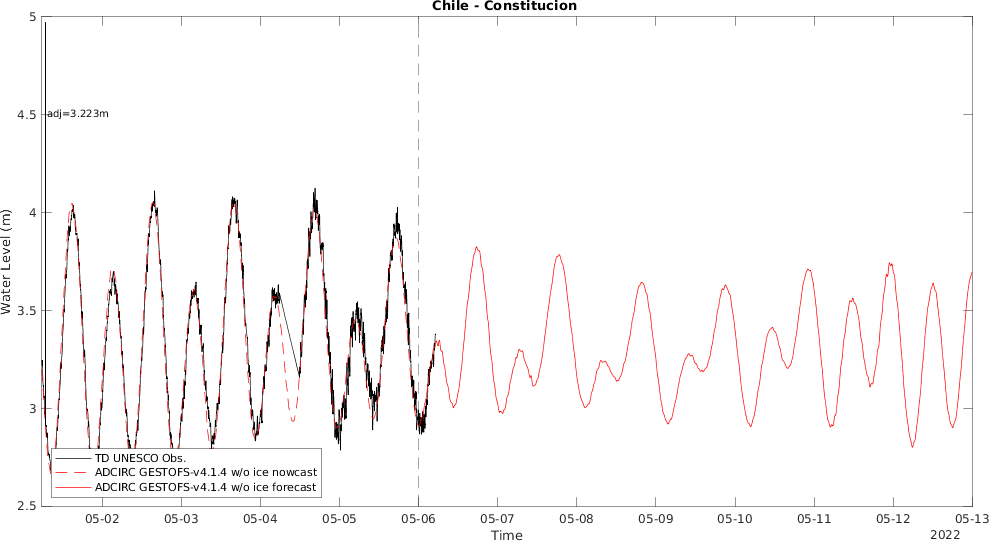 Chile - Constitucion
5
4.5
4
3.5
3
2.5
adj=3.223m
Water Level (m)
TD UNESCO Obs.
ADCIRC GESTOFS-v4.1.4 w/o ice nowcast
ADCIRC GESTOFS-v4.1.4 w/o ice forecast
05-02 05-03 05-04 05-05 05-06 05-07 05-08 05-09 05-10 05-11 05-12 05-13
Time
2022